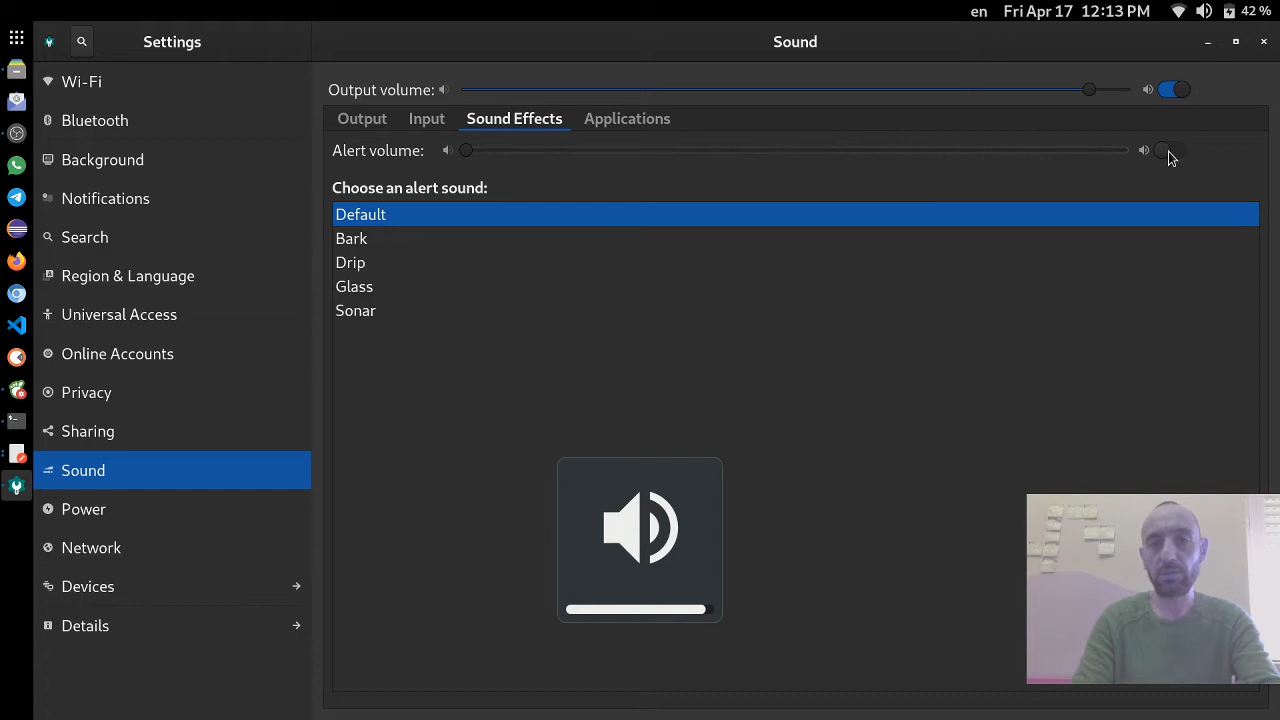 en Fri Apr 17 12:13 PM 42 %
Settings
Sound
Wi-Fi
Bluetooth
Background
Notifications
Search
Region & Language
Universal Access
Online Accounts
Privacy
Sharing
Sound
Power
Network
Devices
Details
Output volume:
Output Input Sound Effects Applications
Alert volume:
Choose an alert sound:
Default
Bark
Drip
Glass
Sonar